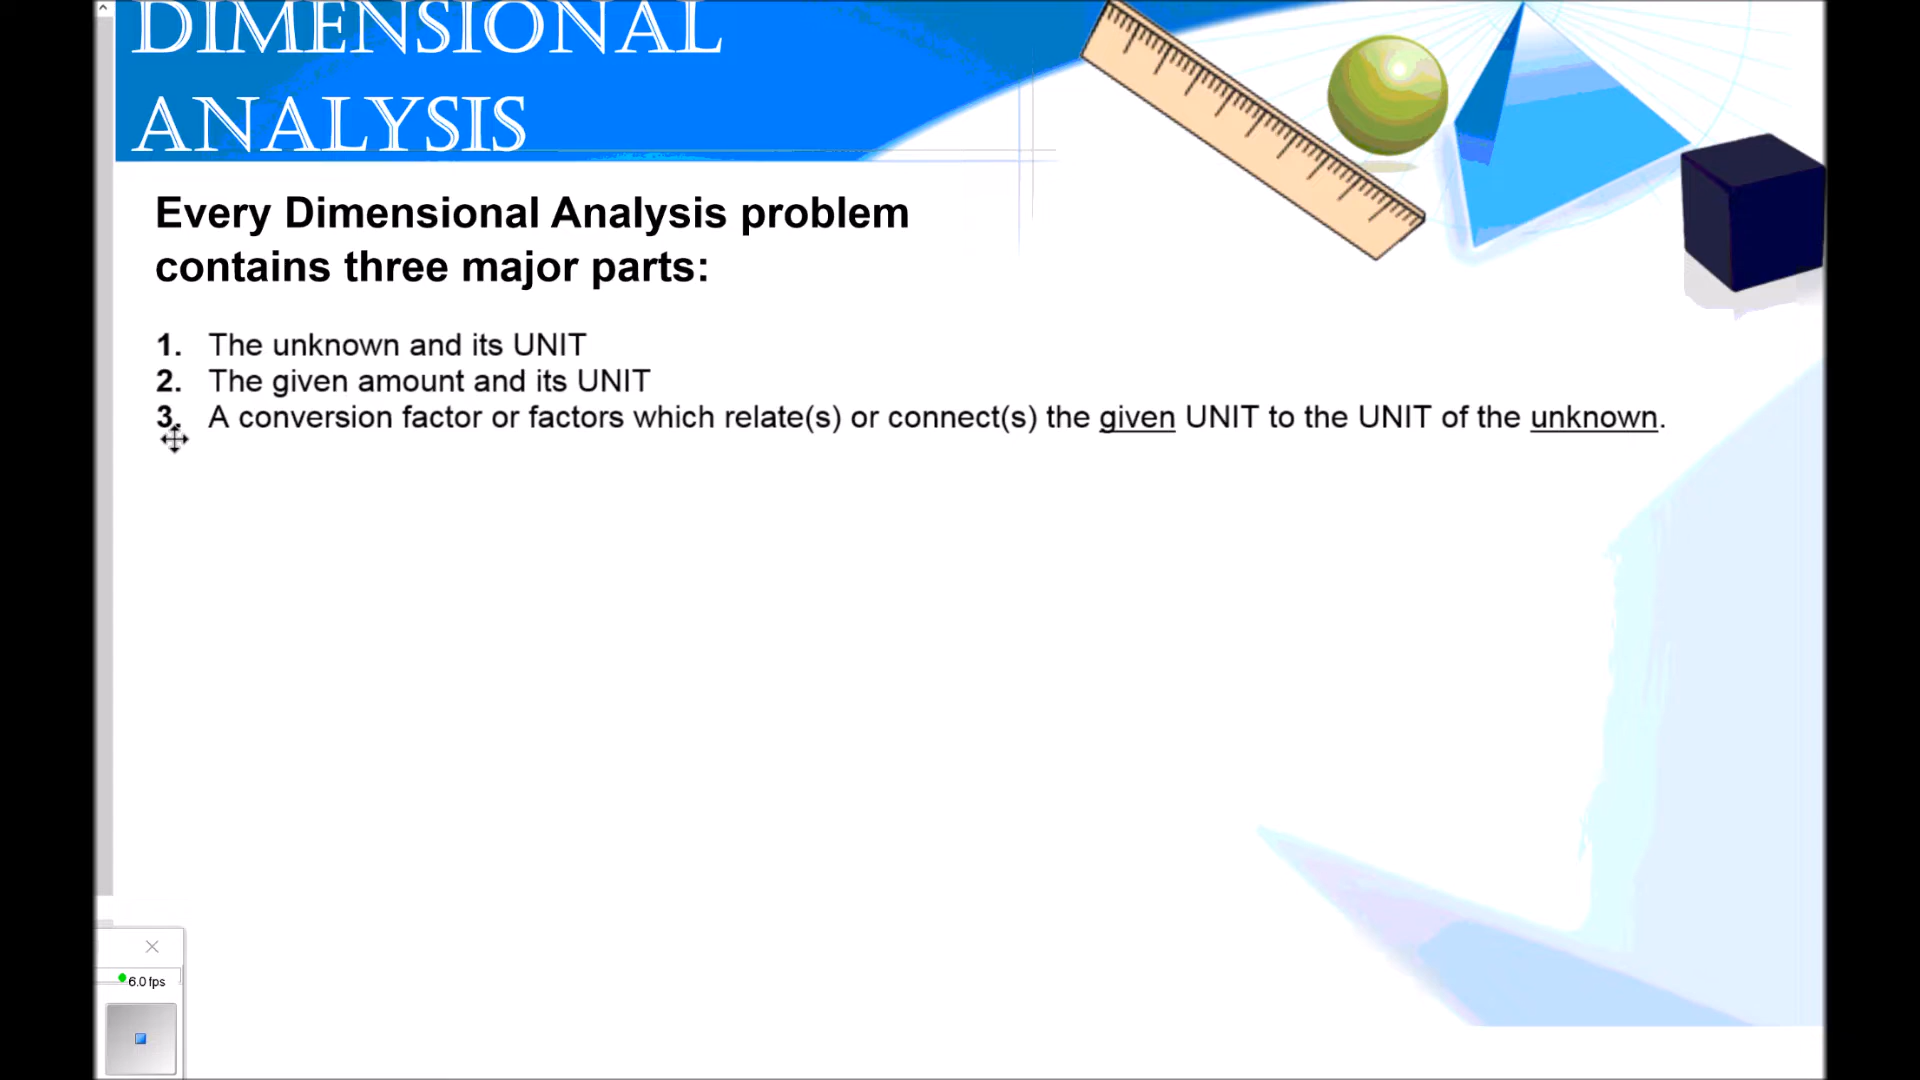 DIMENSIONAL
ANALYSIS
Every Dimensional Analysis problem
contains three major parts:
1. The unknown and its UNIT
2. The given amount and its UNIT
3. A conversion factor or factors which relate(s) or connect(s) the given UNIT to the UNIT of the unknown.
6.0 fps